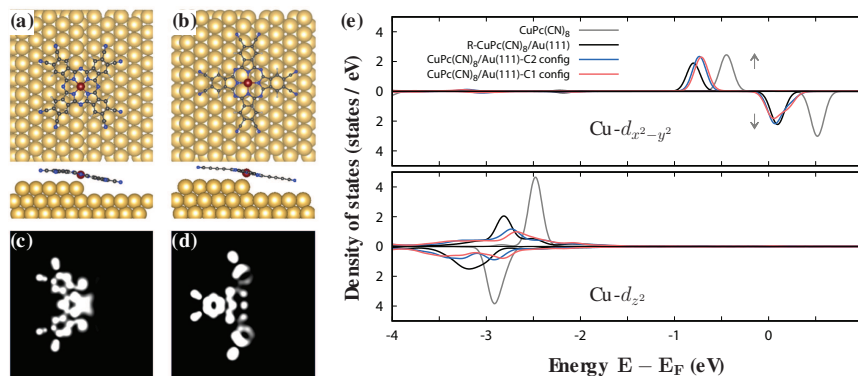 (a)
(b)
(c)
(d)
(e)
CuPc(CN)8
R-CuPc(CN)8/Au(111)
CuPc(CN)8/Au(111)-C2 config
CuPc(CN)8/Au(111)-C1 config
4
2
0
2
4
Cu-dx2−y2
4
2
0
2
4
Cu-dz2
Density of states (states / eV)
-4
-3
-2
-1
0
Energy E − EF (eV)